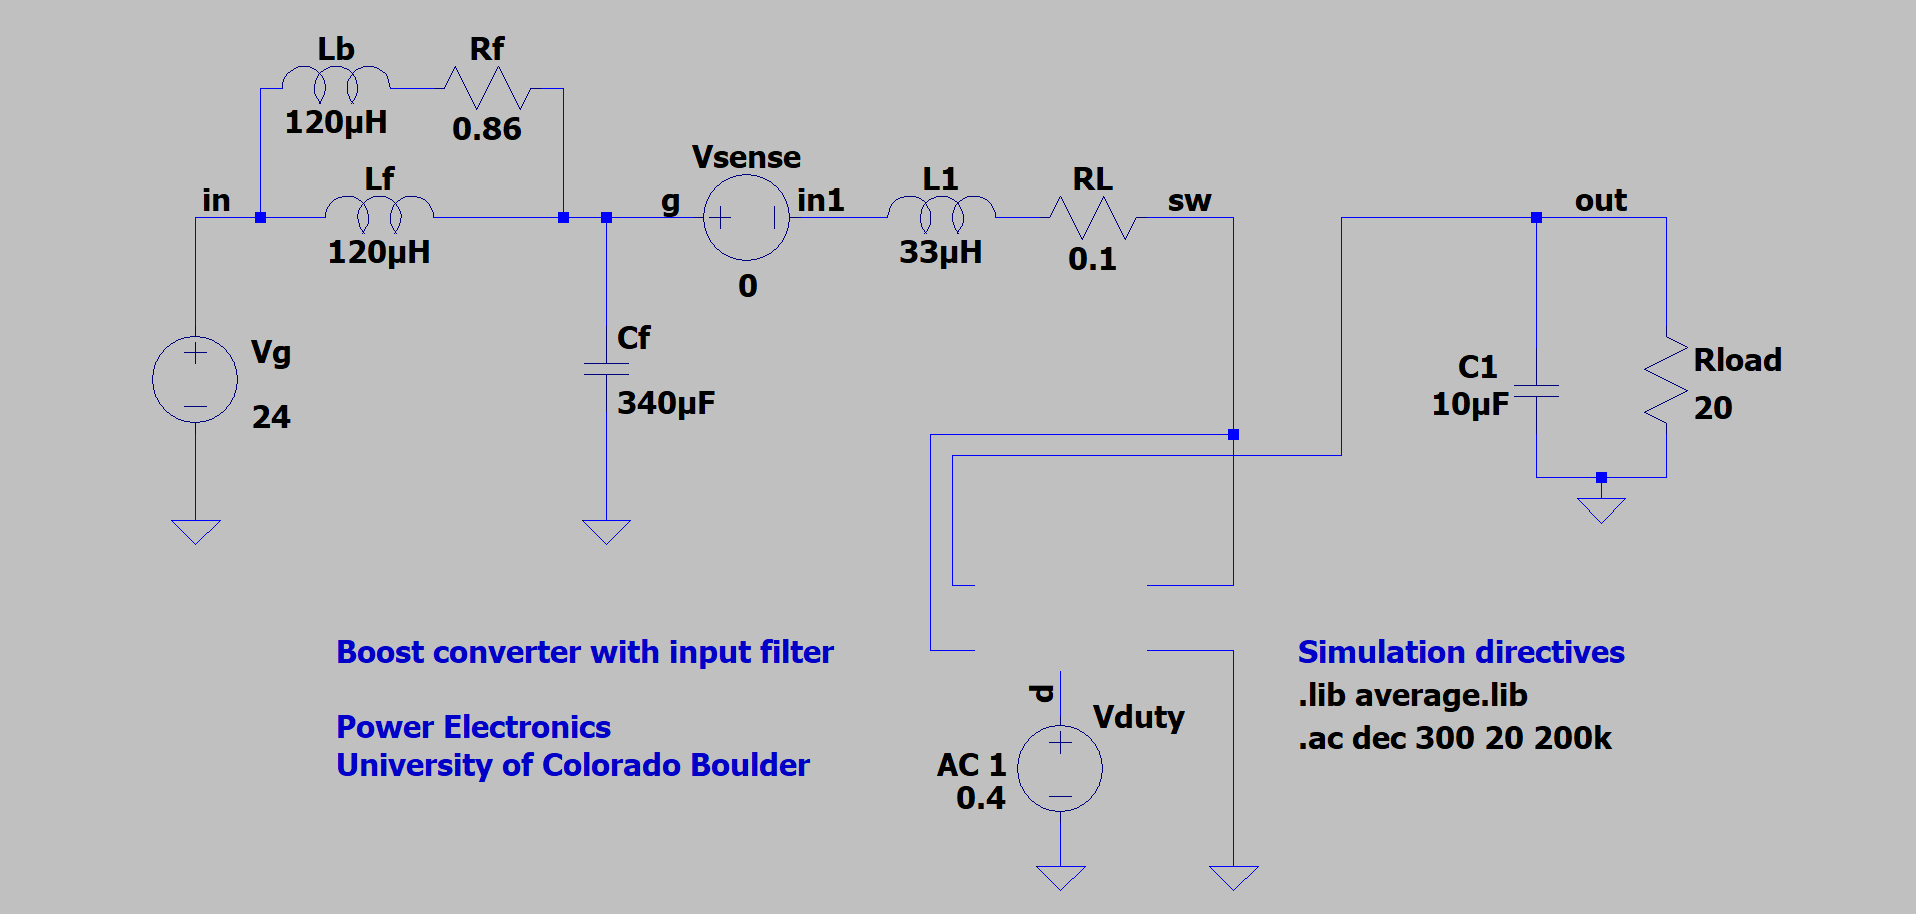 Lb
Rf
120µH
0.86
Vsense
in
Lf
g
in1
L1
RL
sw
out
120µH
33µH
0.1
0
Cf
Vg
340µF
24
C1
Rload
10µF
20
Boost converter with input filter
Simulation directives
.lib average.lib
d
Vduty
Power Electronics
.ac dec 300 20 200k
University of Colorado Boulder
AC 1
0.4